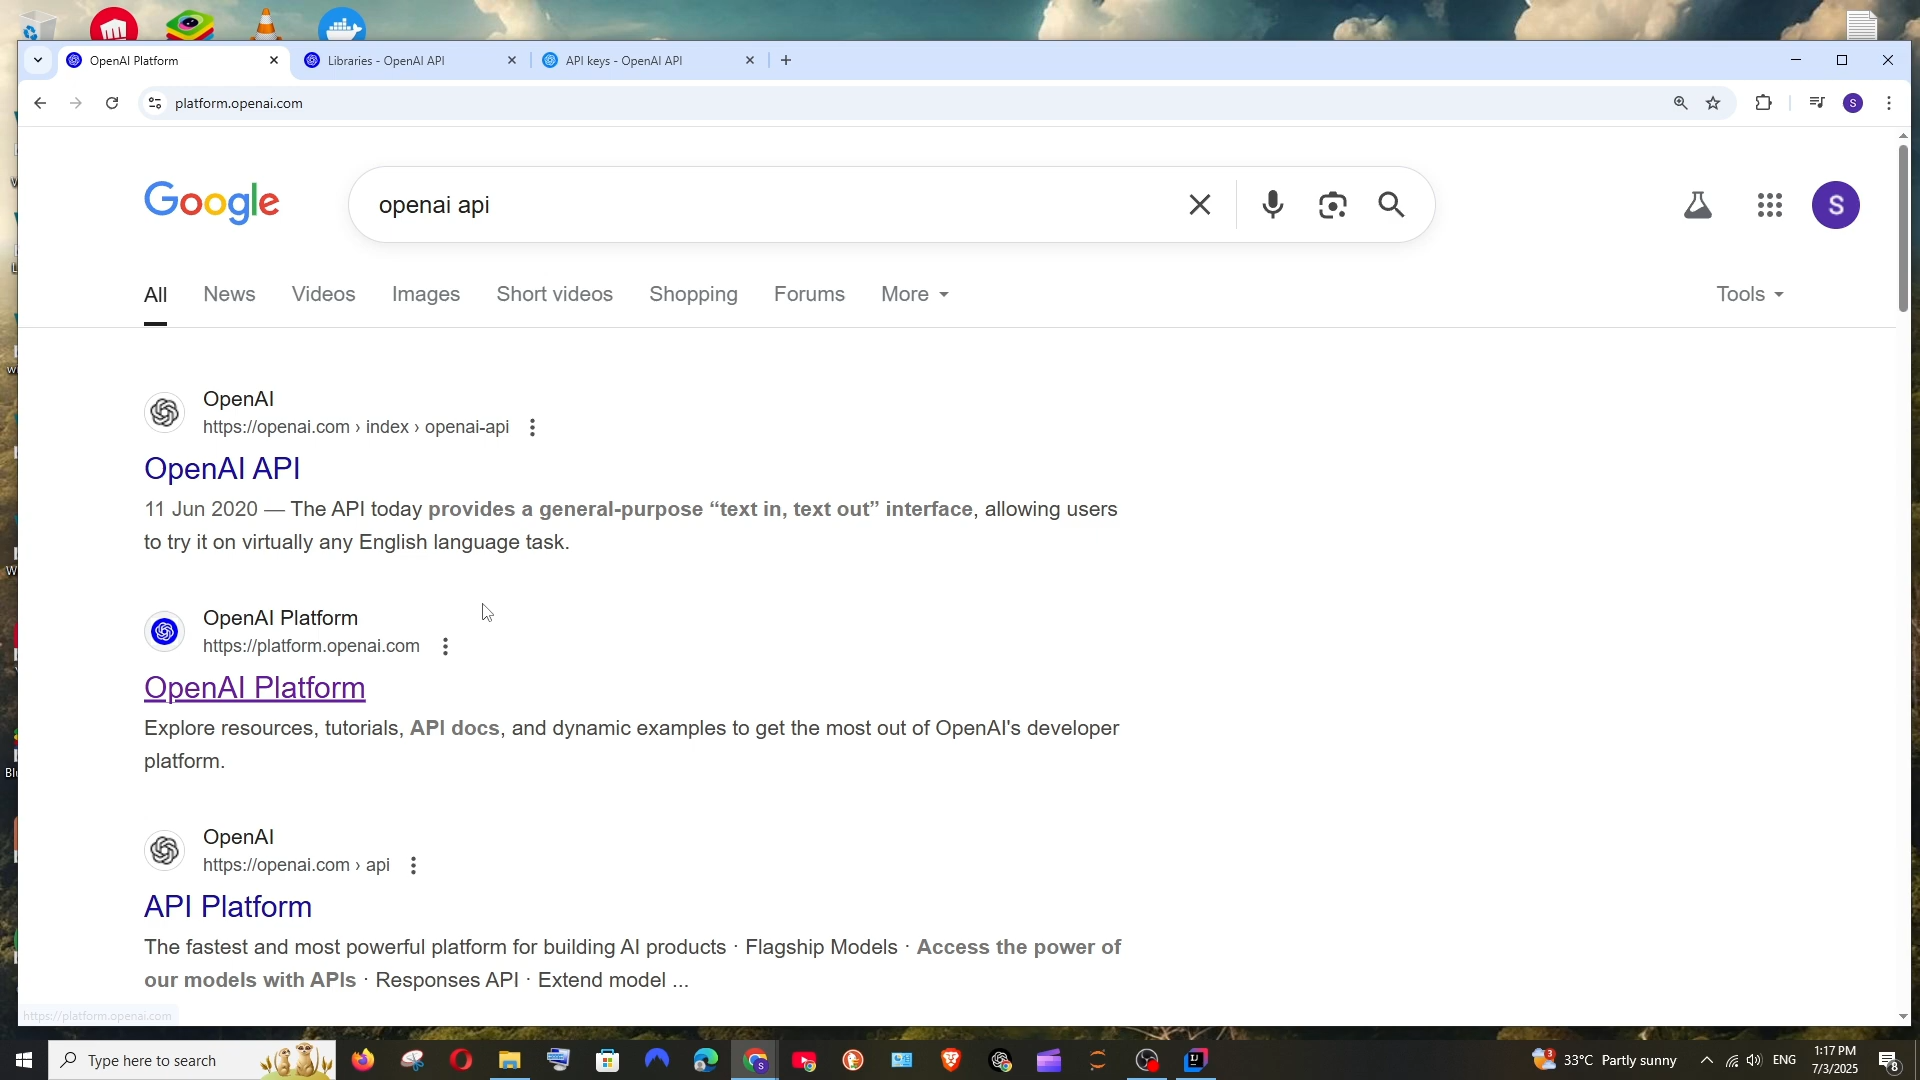 OpenAI Platform
Libraries - OpenAI API
API keys - OpenAI API
platform.openai.com
S
Google
openai api
S
All
News
Videos
Images
Short videos
Shopping
Forums
More
Tools
OpenAI
https://openai.com › index › openai-api
OpenAI API
11 Jun 2020 — The API today provides a general-purpose “text in, text out” interface, allowing users
to try it on virtually any English language task.
OpenAI Platform
https://platform.openai.com
OpenAI Platform
Explore resources, tutorials, API docs, and dynamic examples to get the most out of OpenAI's developer
platform.
OpenAI
https://openai.com › api
API Platform
The fastest and most powerful platform for building AI products · Flagship Models · Access the power of
our models with APIs · Responses API · Extend model ...
https://platform.openai.com
Type here to search
3
33°C Partly sunny
ENG
1:17 PM
7/3/2025
8